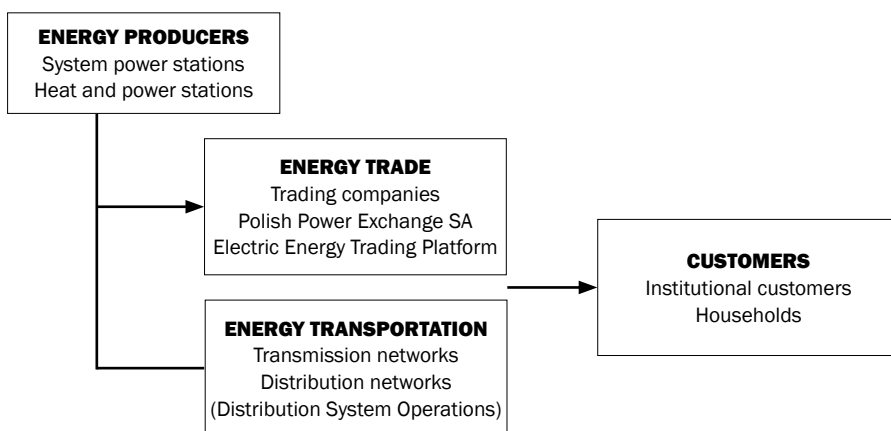 ENERGY PRODUCERS
System power stations
Heat and power stations
ENERGY TRADE
Trading companies
Polish Power Exchange SA
Electric Energy Trading Platform
CUSTOMERS
Institutional customers
Households
ENERGY TRANSPORTATION
Transmission networks
Distribution networks
(Distribution System Operations)